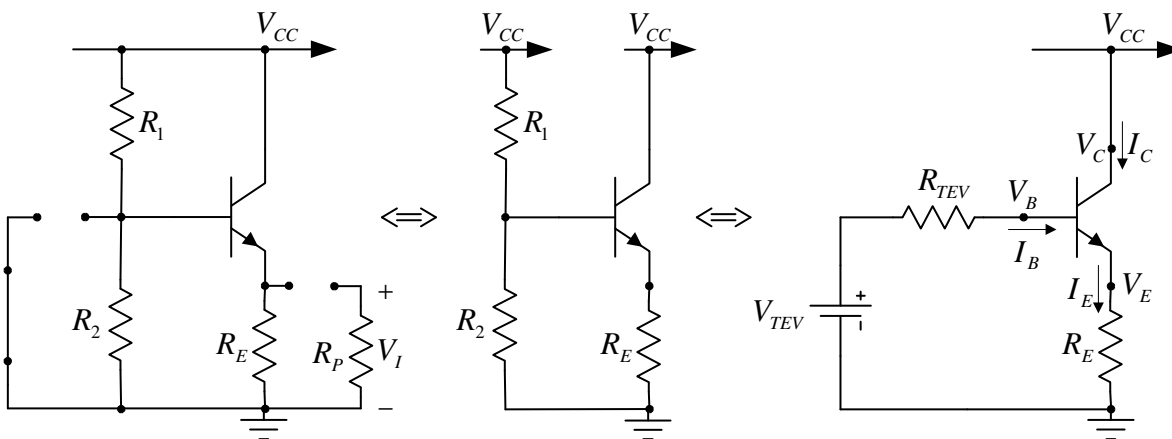 V_CC V_CC V_CC V_CC
R_1 R_1
V_C I_C
R_TEV V_B
I_B
+
I_E V_E
R_2 R_E R_P V_I R_2 R_E V_TEV + R_E
−